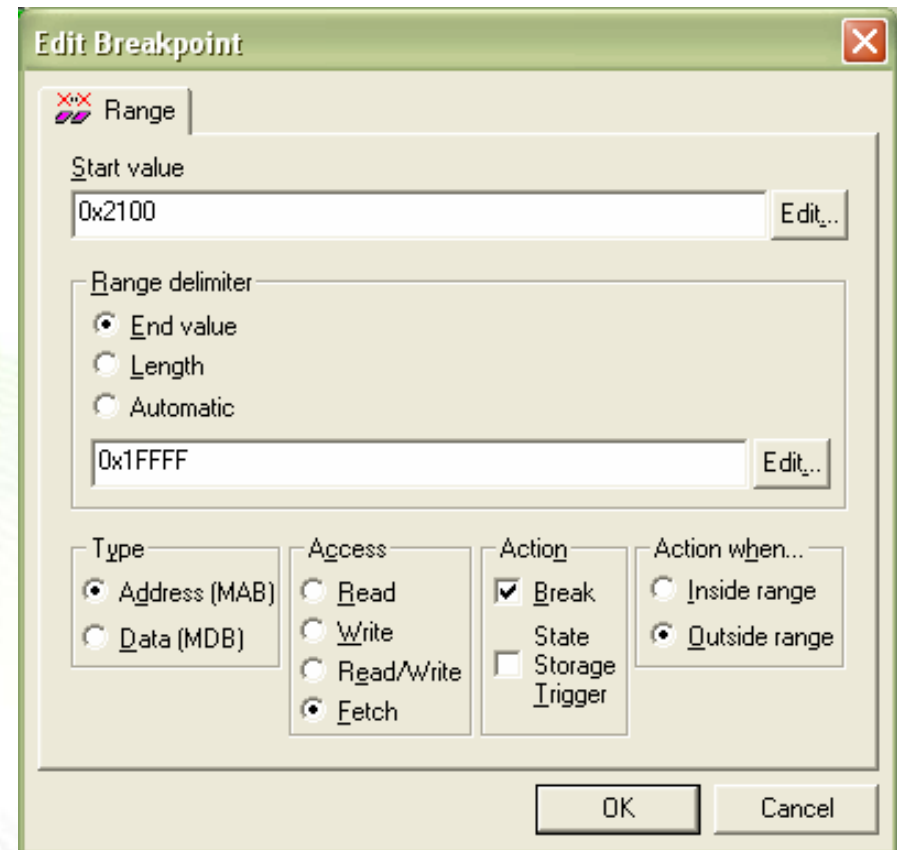 Edit Breakpoint
Range
Start value
0x2100
Edit...
Range delimiter
End value
Length
Automatic
0x1FFFF
Edit...
Type
Address (MAB)
Data (MDB)
Access
Read
Write
Read/Write
Fetch
Action
Break
State
Storage
Trigger
Action when...
Inside range
Outside range
OK
Cancel